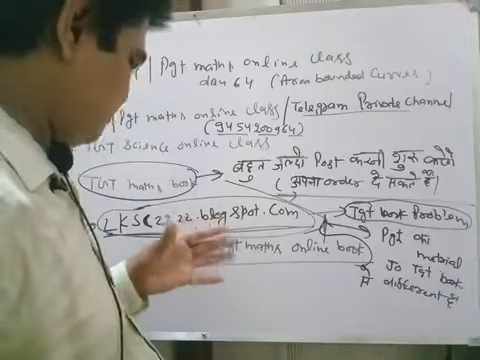 / Pgt maths online class
day 64 (Area bounded Curves)
Pgt maths online class / Telegram Private Channel
(9454200964)
TGT Science online class
TGT maths book → बहुत जल्दी Post करनी शुरू करेंगे
(अपना order दे सकते हैं)
LKSC2222.blogspot.com
Tgt book Problem
Pgt maths online book
Pgt का
material
जो Tgt book
से different है